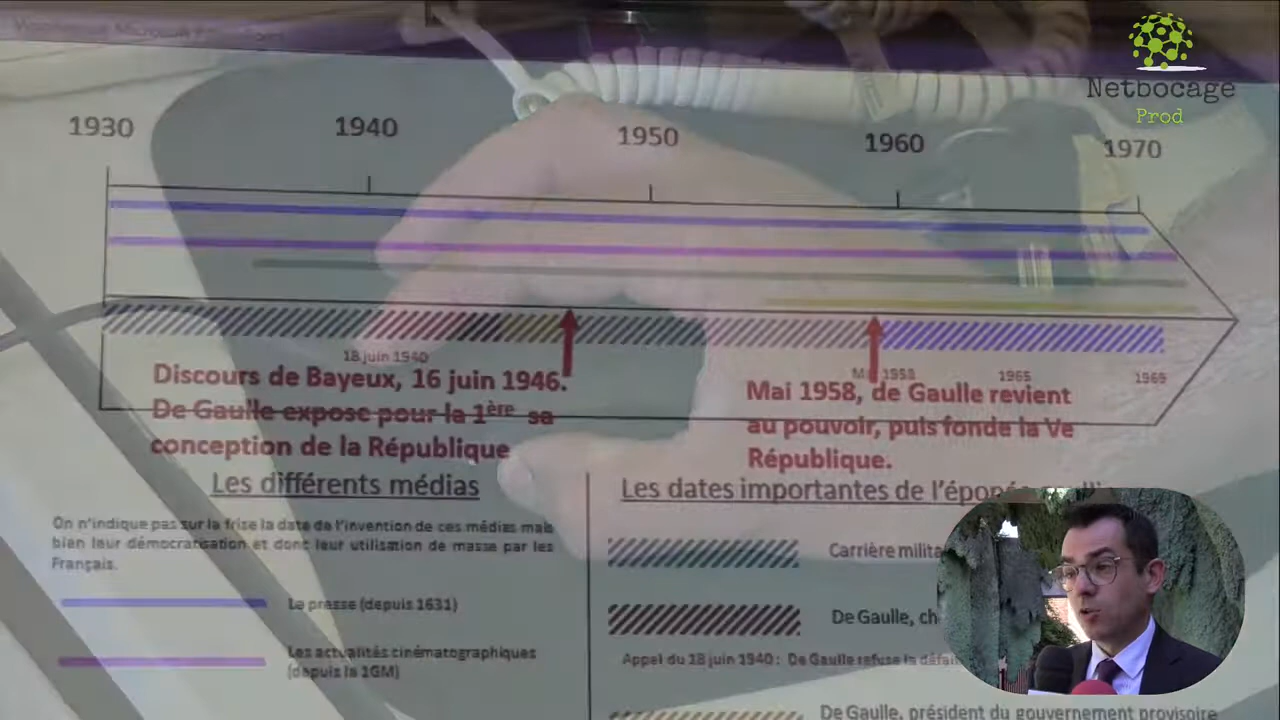 Netbocage
Prod
1930
1940
1950
1960
1970
18 juin 1940
1965
1969
Discours de Bayeux, 16 juin 1946.
De Gaulle expose pour la 1ère sa
conception de la République
Mai 1958, de Gaulle revient
au pouvoir, puis fonde la Ve
République.
Les différents médias
On n'indique pas sur la frise la date de l'invention de ces médias mais
bien leur démocratisation et donc leur utilisation de masse par les
Français.
La presse (depuis 1631)
Les actualités cinématographiques
(depuis la 1GM)
Les dates importantes de l'épopée
Carrière milita
De Gaulle, ch
Appel du 18 juin 1940 : De Gaulle refuse la défai
De Gaulle, président du gouvernement provisoire